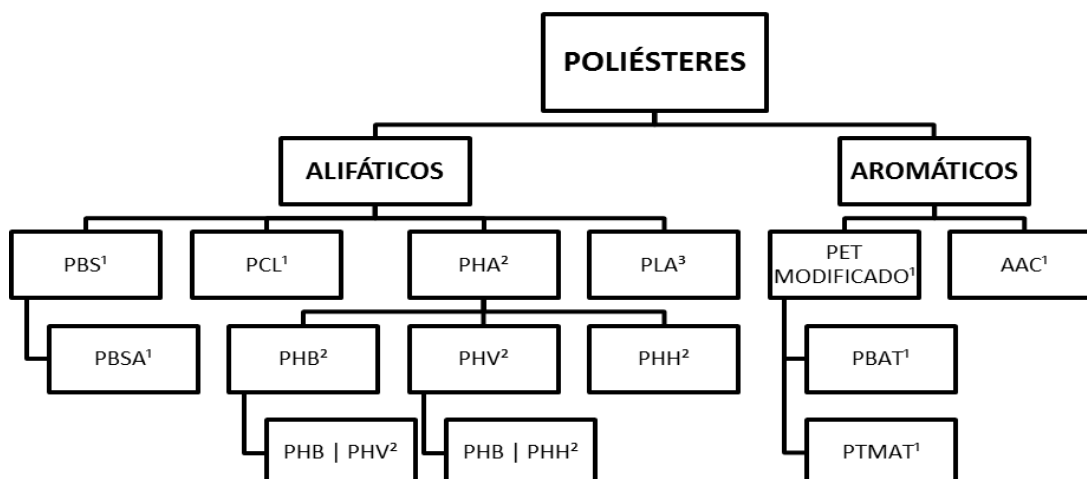 POLIÉSTERES
ALIFÁTICOS
AROMÁTICOS
PBS¹
PCL¹
PHA²
PLA³
PET
MODIFICADO¹
AAC¹
PBSA¹
PHB²
PHV²
PHH²
PBAT¹
PHB | PHV²
PHB | PHH²
PTMAT¹